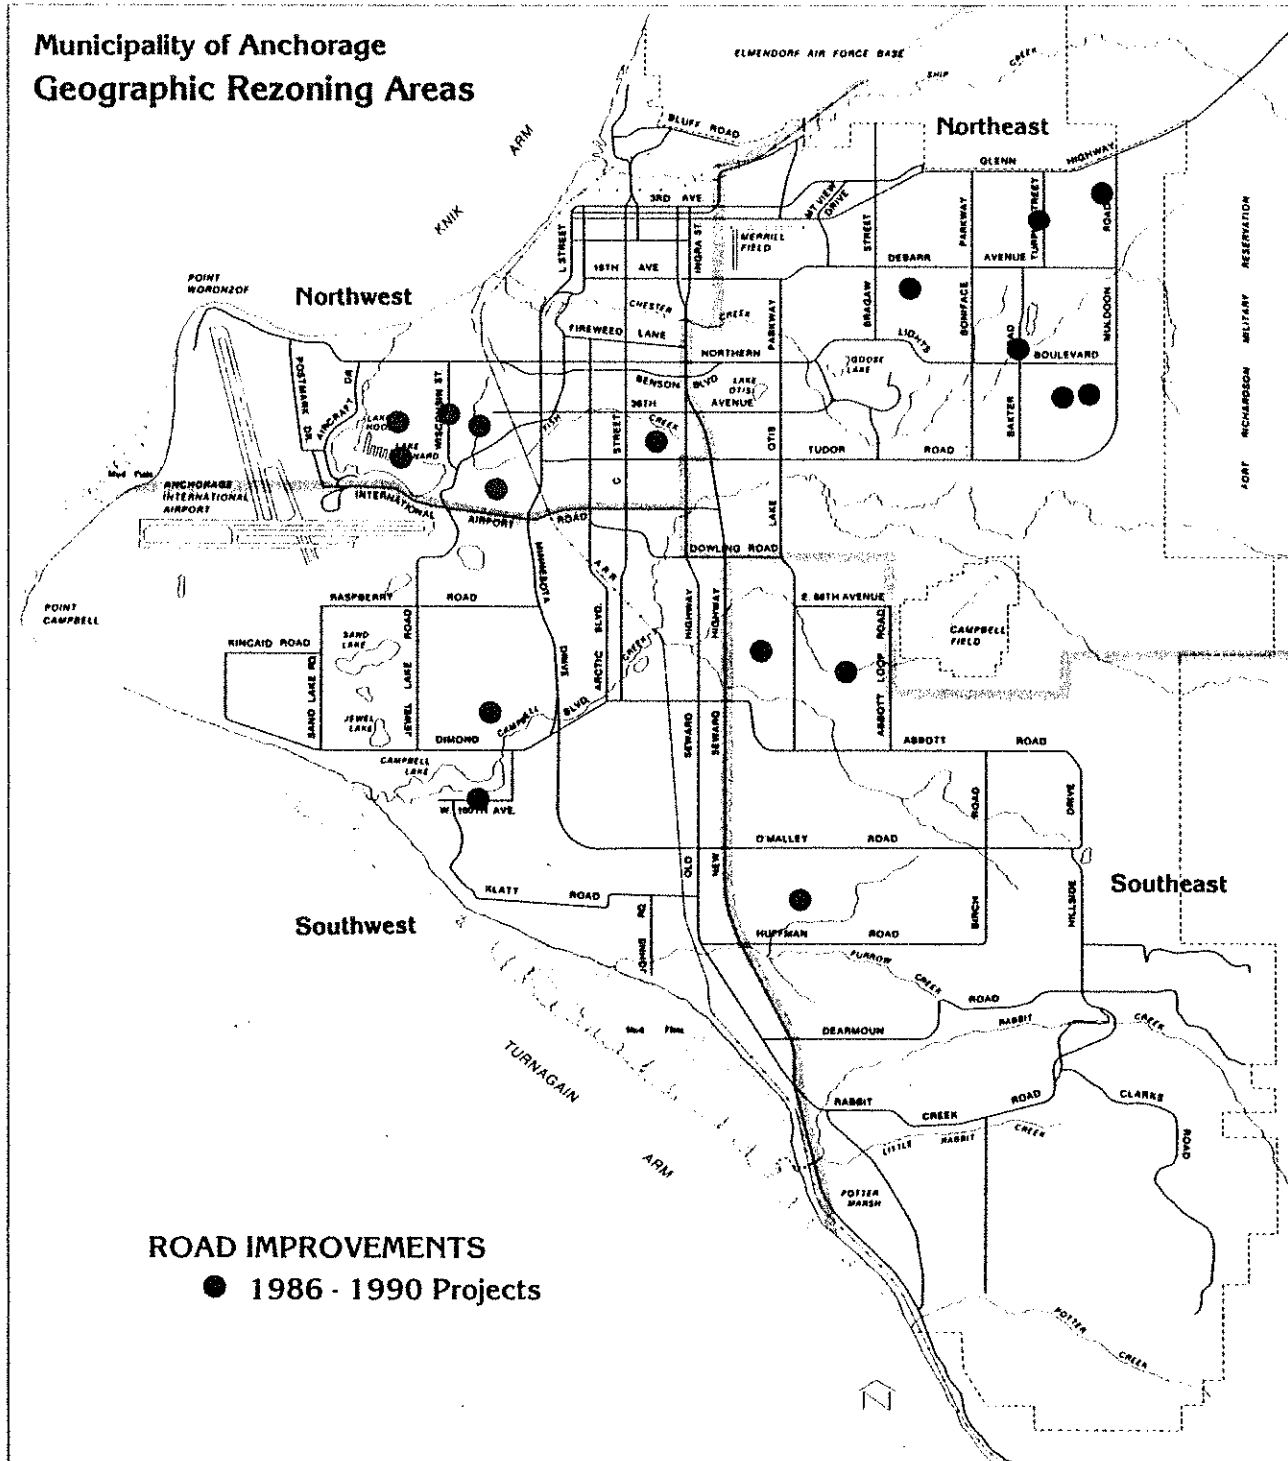 Municipality of Anchorage
Geographic Rezoning Areas
ELMENDORF AIR FORCE BASE
SHIP
CREEK
KNIK
ARM
BLUFF ROAD
Northeast
GLENN HIGHWAY
3RD AVE.
MT VIEW
DRIVE
L STREET
INGRA ST.
MERRILL
FIELD
STREET
BRAGAW
PARKWAY
BONIFACE
ROAD
MULDOON
DEBARR AVENUE
15TH AVE
FORT RICHARDSON MILITARY RESERVATION
POINT
WORONZOF
Northwest
CHESTER
CREEK
FIREWEED LANE
NORTHERN
LIGHTS
BOULEVARD
BENSON BLVD
LAKE
OTIS
GOOSE
LAKE
36TH AVENUE
POSTMARK DR.
AIRCRAFT
RD
WISCONSIN ST.
LAKE
FISH
CREEK
C STREET
PARKWAY
OTIS
LAKE
BAXTER
TUDOR ROAD
Mud Flats
ANCHORAGE
INTERNATIONAL
AIRPORT
INTERNATIONAL
AIRPORT
ROAD
DOWLING ROAD
MINNESOTA
DRIVE
A.R.R.
ARCTIC BLVD.
POINT
CAMPBELL
RASPBERRY ROAD
KINCAID ROAD
SAND
LAKE
SAND LAKE RD
JEWEL LAKE ROAD
JEWEL
LAKE
HIGHWAY
HIGHWAY
ABBOTT LOOP ROAD
CAMPBELL
FIELD
CREEK
CAMPBELL
DIMOND
BLVD.
SEWARD
SEWARD
ABBOTT ROAD
CAMPBELL
LAKE
AVE.
OLD
NEW
O'MALLEY ROAD
ROAD
BIRCH
DRIVE
HILLSIDE
Southeast
KLATT ROAD
JOHNS RD
Southwest
HUFFMAN ROAD
FURROW
CREEK
ROAD
DEARMOUN
RABBIT
CREEK
Mud Flats
TURNAGAIN
ARM
RABBIT
CREEK
ROAD
CLARKS
ROAD
LITTLE RABBIT CREEK
POTTER
MARSH
POTTER
CREEK
ROAD IMPROVEMENTS
1986 - 1990 Projects
N